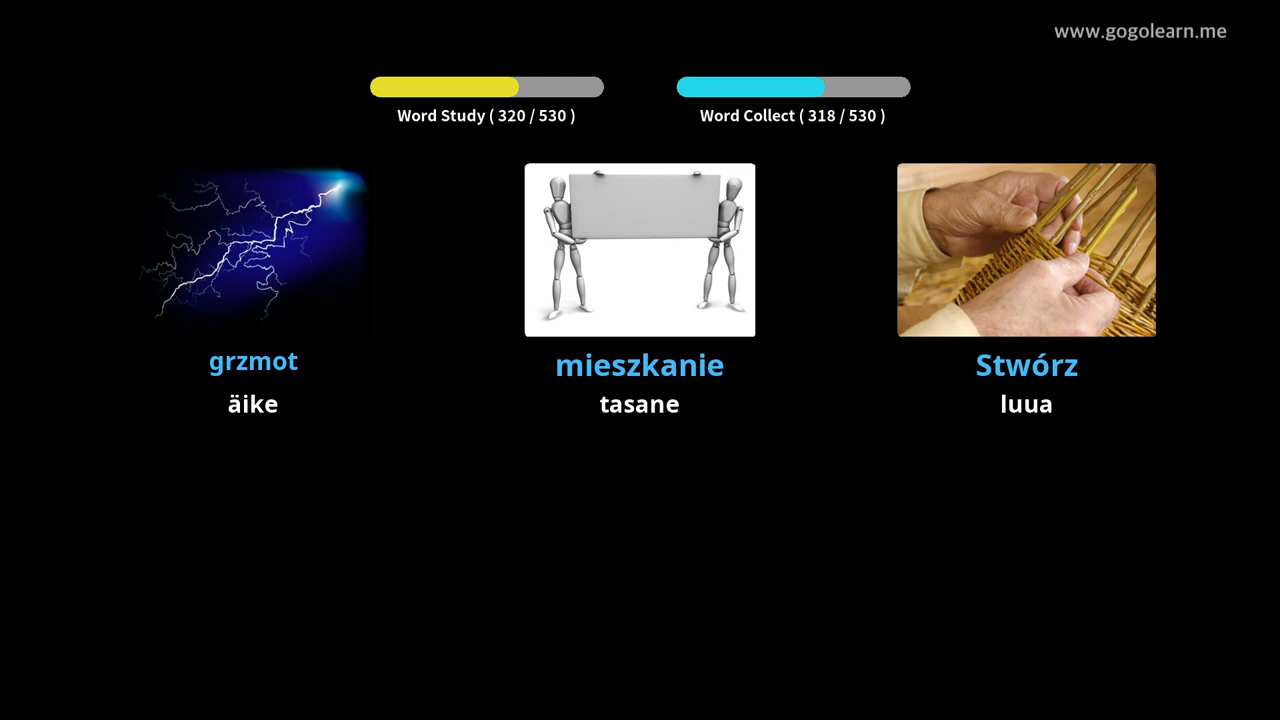 www.gogolearn.me
Word Study ( 320 / 530 )
Word Collect ( 318 / 530 )
grzmot
mieszkanie
Stwórz
äike
tasane
luua